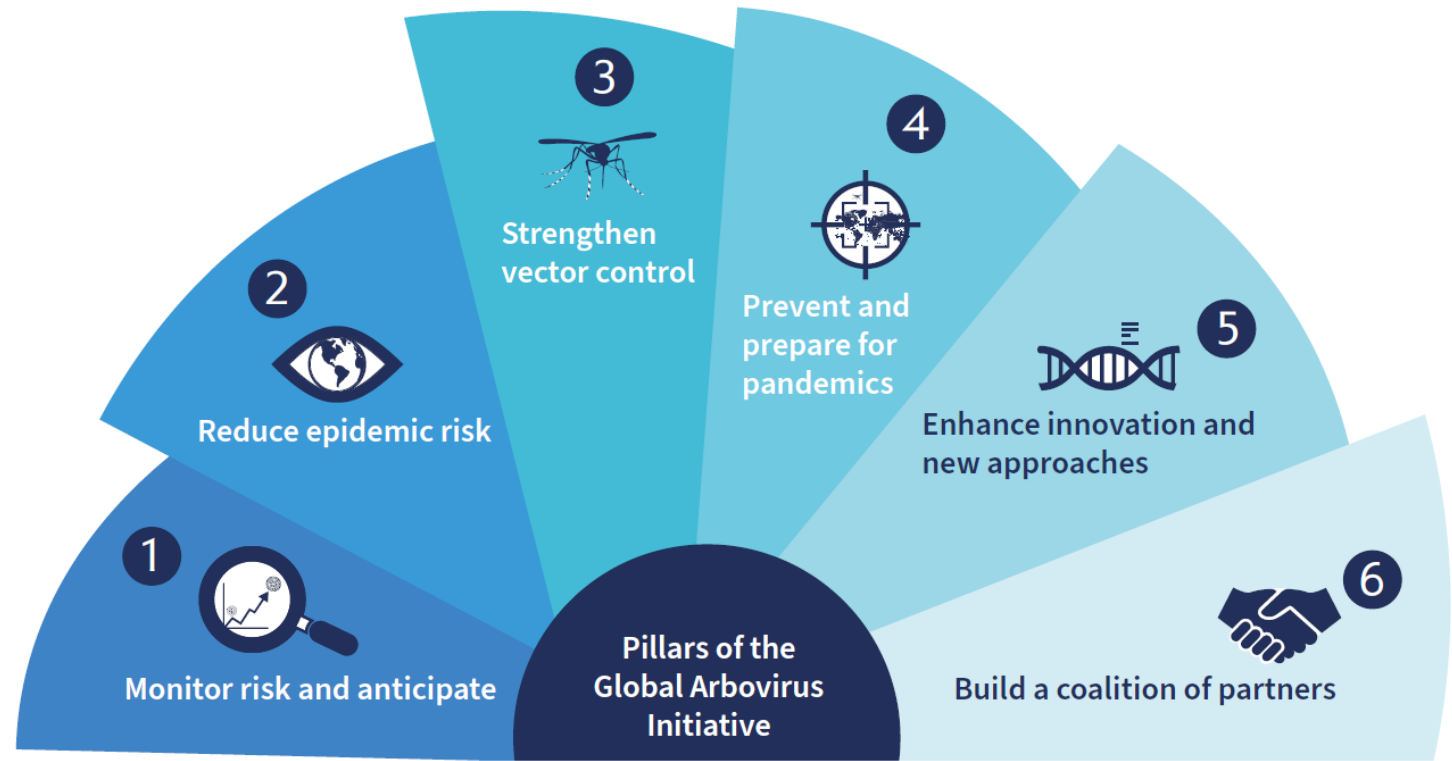 1
Monitor risk and anticipate
2
Reduce epidemic risk
3
Strengthen
vector control
4
Prevent and
prepare for
pandemics
5
Enhance innovation and
new approaches
6
Build a coalition of partners
Pillars of the
Global Arbovirus
Initiative